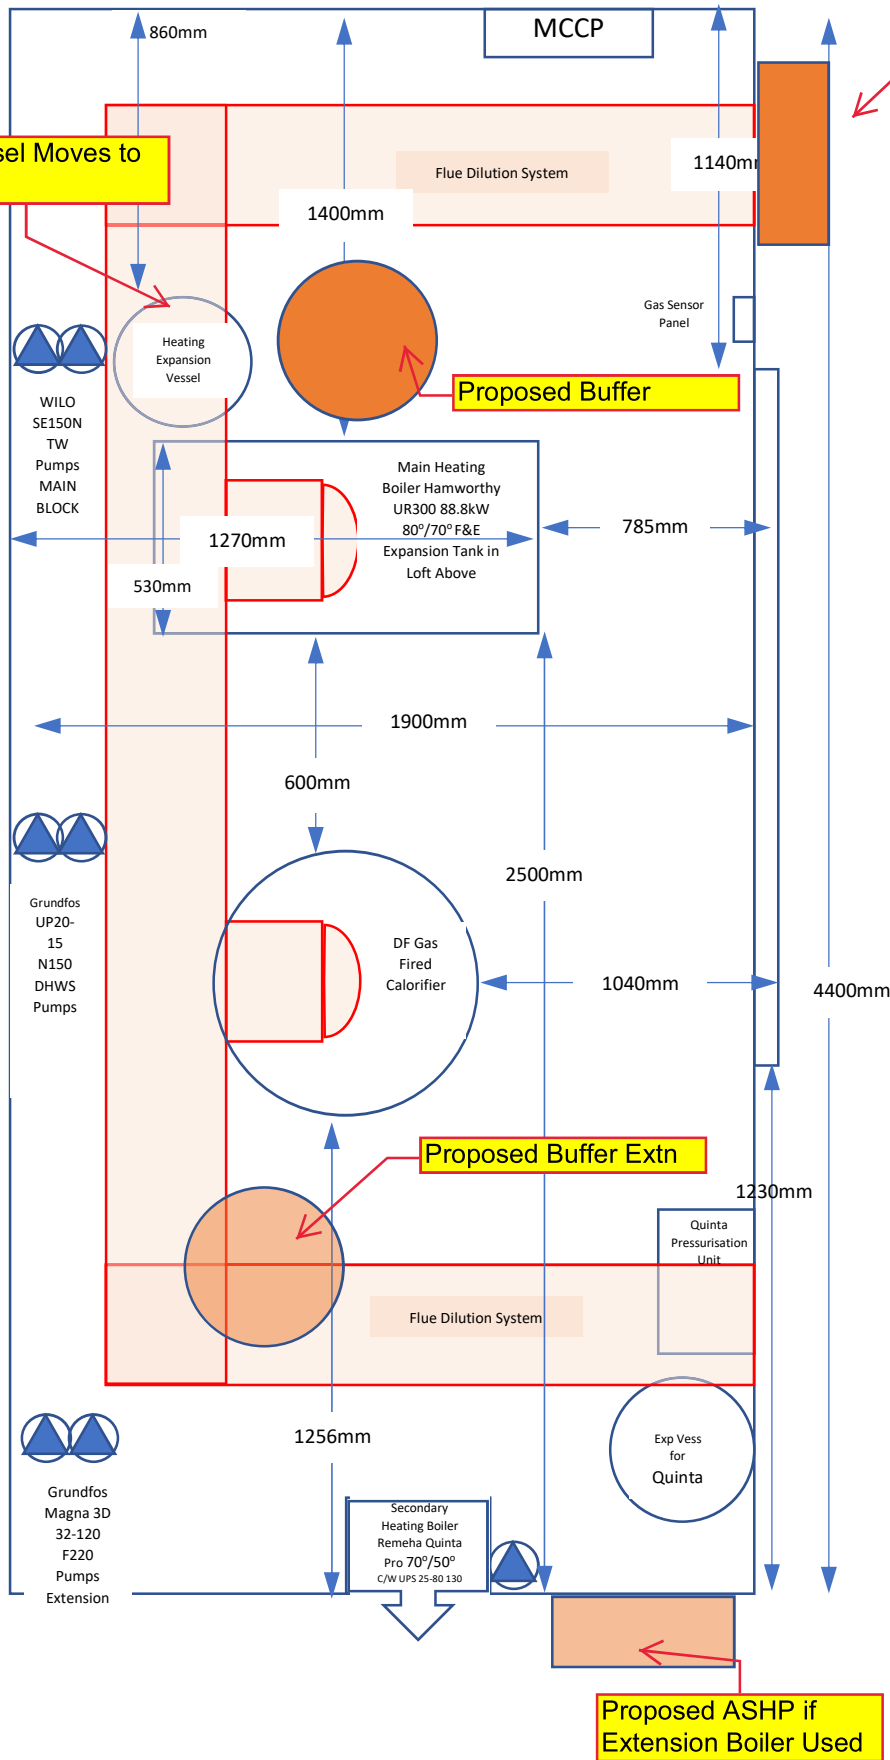 860mm
MCCP
sel Moves to
Flue Dilution System
1140mm
1400mm
Gas Sensor
Panel
Heating
Expansion
Vessel
Proposed Buffer
WILO
SE150N
TW
Pumps
MAIN
BLOCK
Main Heating
Boiler Hamworthy
UR300 88.8kW
80°/70° F&E
Expansion Tank in
Loft Above
785mm
1270mm
530mm
1900mm
600mm
2500mm
Grundfos
UP20-
15
N150
DHWS
Pumps
DF Gas
Fired
Calorifier
1040mm
4400mm
Proposed Buffer Extn
1230mm
Quinta
Pressurisation
Unit
Flue Dilution System
1256mm
Exp Vess
for
Quinta
Grundfos
Magna 3D
32-120
F220
Pumps
Extension
Secondary
Heating Boiler
Remeha Quinta
Pro 70°/50°
C/W UPS 25-80 130
Proposed ASHP if
Extension Boiler Used